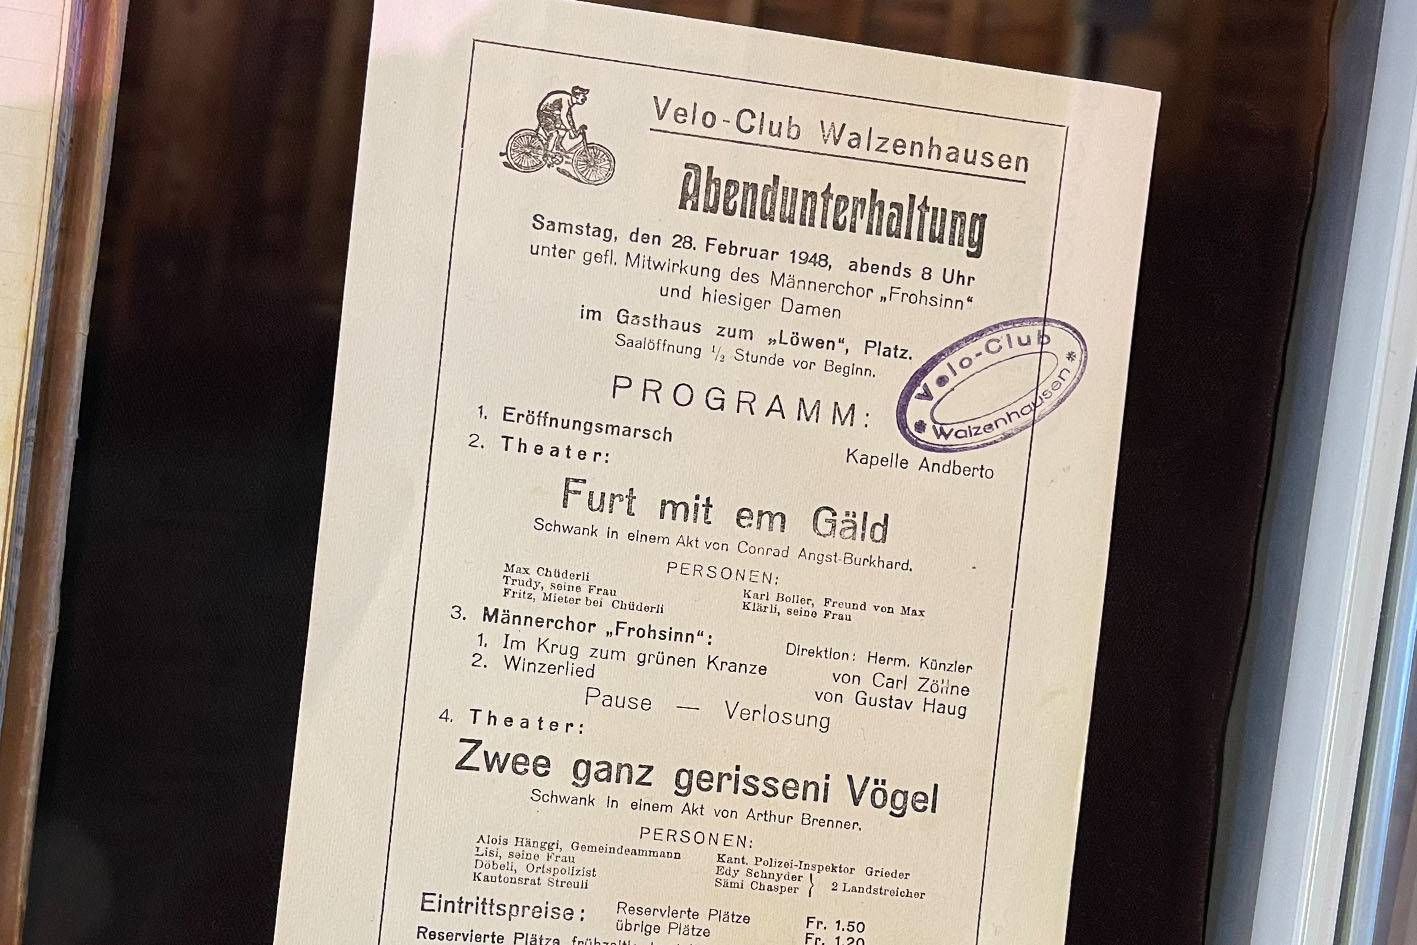 Velo-Club Walzenhausen
Abendunterhaltung
Samstag, den 28. Februar 1948, abends 8 Uhr
unter gefl. Mitwirkung des Männerchor „Frohsinn“
und hiesiger Damen
im Gasthaus zum „Löwen“, Platz.
Saalöffnung ½ Stunde vor Beginn.
Velo-Club
Walzenhausen
PROGRAMM:
1. Eröffnungsmarsch Kapelle Andberto
2. Theater:
Furt mit em Gäld
Schwank in einem Akt von Conrad Angst-Burkhard.
PERSONEN:
Max Chüderli Karl Boller, Freund von Max
Trudy, seine Frau Klärli, seine Frau
Fritz, Mieter bei Chüderli
3. Männerchor „Frohsinn“: Direktion: Herm. Künzler
1. Im Krug zum grünen Kranze von Carl Zöllne
2. Winzerlied von Gustav Haug
Pause — Verlosung
4. Theater:
Zwee ganz gerisseni Vögel
Schwank in einem Akt von Arthur Brenner.
PERSONEN:
Alois Hänggi, Gemeindeammann Kant. Polizei-Inspektor Grieder
Lisi, seine Frau Edy Schnyder } 2 Landstreicher
Döbeli, Ortspolizist Sämi Chasper
Kantonsrat Streuli
Eintrittspreise: Reservierte Plätze Fr. 1.50
übrige Plätze Fr. 1.20
Reservierte Plätze